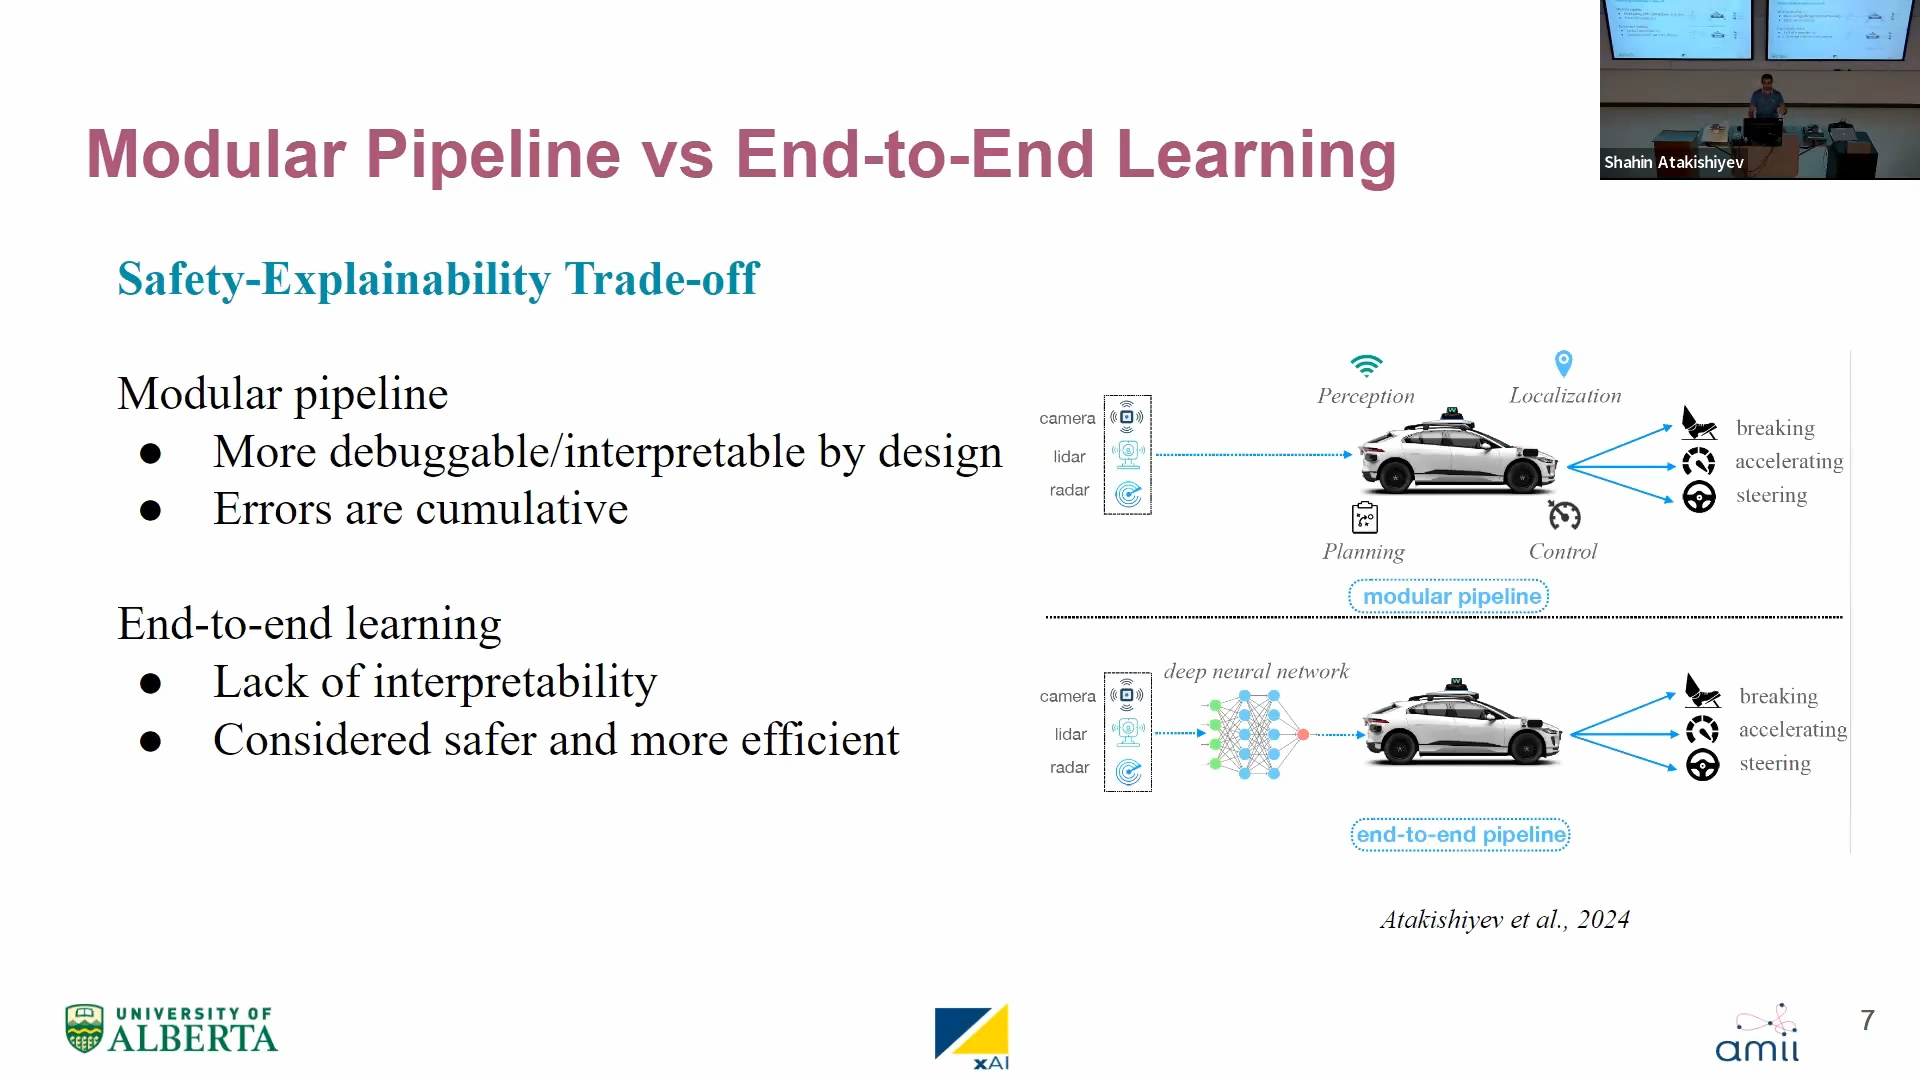 Modular Pipeline vs End-to-End Learning
Shahin Atakishiyev
Safety-Explainability Trade-off
Modular pipeline
● More debuggable/interpretable by design
● Errors are cumulative
End-to-end learning
● Lack of interpretability
● Considered safer and more efficient
Perception
Localization
camera
lidar
radar
breaking
accelerating
steering
Planning
Control
modular pipeline
deep neural network
camera
lidar
radar
breaking
accelerating
steering
end-to-end pipeline
Atakishiyev et al., 2024
UNIVERSITY OF
ALBERTA
xAI
amii
7